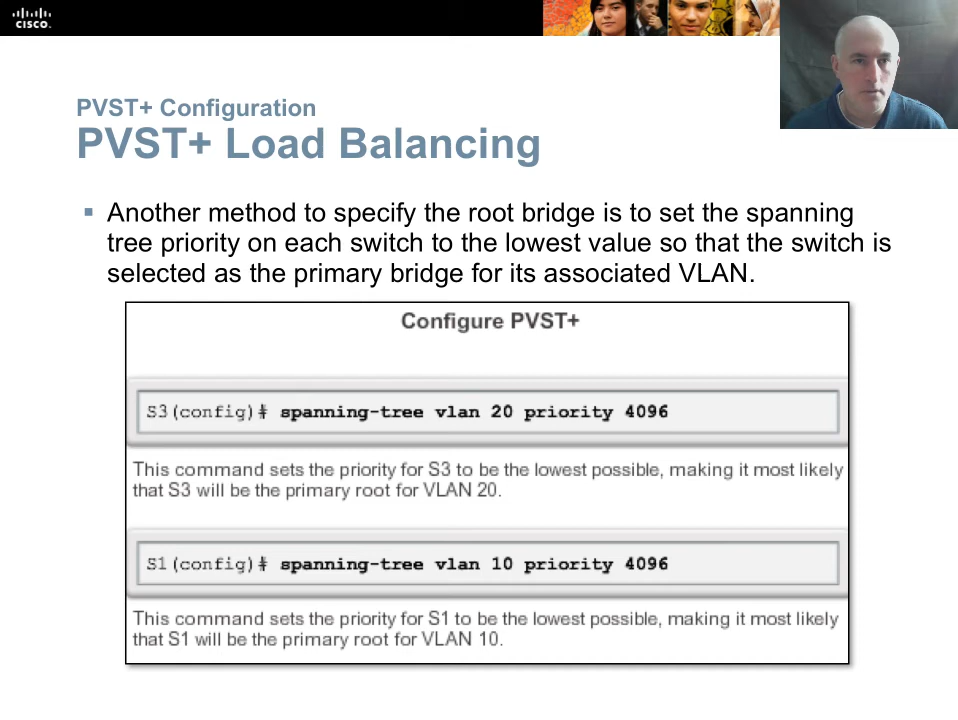 cisco.
PVST+ Configuration
PVST+ Load Balancing
Another method to specify the root bridge is to set the spanning
tree priority on each switch to the lowest value so that the switch is
selected as the primary bridge for its associated VLAN.
Configure PVST+
S3(config)# spanning-tree vlan 20 priority 4096
This command sets the priority for S3 to be the lowest possible, making it most likely
that S3 will be the primary root for VLAN 20.
S1(config)# spanning-tree vlan 10 priority 4096
This command sets the priority for S1 to be the lowest possible, making it most likely
that S1 will be the primary root for VLAN 10.